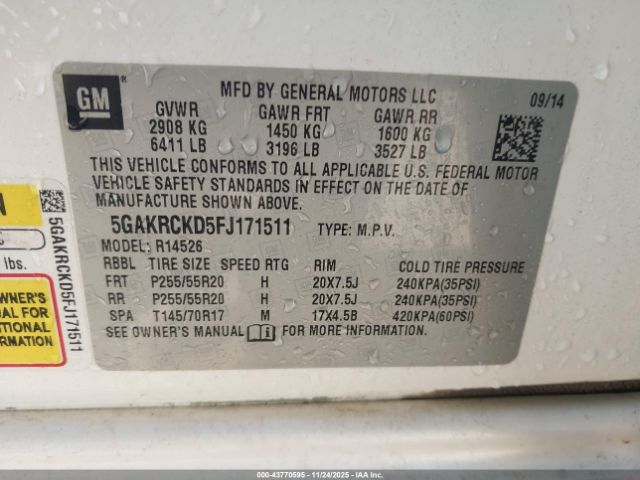 GM
MFD BY GENERAL MOTORS LLC
09/14
GVWR GAWR FRT GAWR RR
2908 KG 1450 KG 1600 KG
6411 LB 3196 LB 3527 LB
THIS VEHICLE CONFORMS TO ALL APPLICABLE U.S. FEDERAL MOTOR
VEHICLE SAFETY STANDARDS IN EFFECT ON THE DATE OF
MANUFACTURE SHOWN ABOVE.
5GAKRCKD5FJ171511 TYPE: M.P.V.
MODEL: R14526
RBBL TIRE SIZE SPEED RTG RIM COLD TIRE PRESSURE
FRT P255/55R20 H 20X7.5J 240KPA(35PSI)
RR P255/55R20 H 20X7.5J 240KPA(35PSI)
SPA T145/70R17 M 17X4.5B 420KPA(60PSI)
SEE OWNER'S MANUAL FOR MORE INFORMATION.
5GAKRCKD5FJ171511
N
lbs.
OWNER'S
FOR
MATION
000-43770595 - 11/24/2025 - IAAI, Inc.